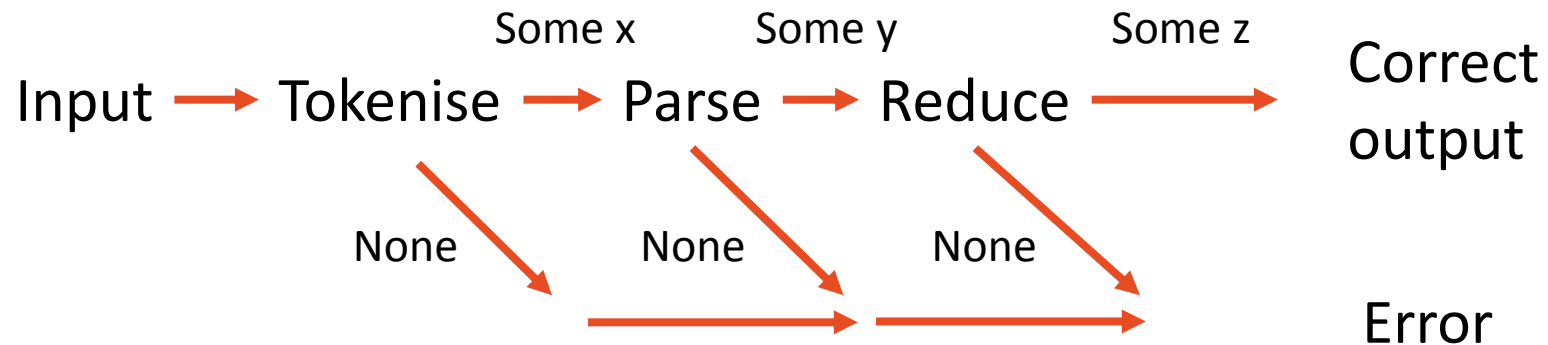 Some x
Some y
Some z
Input
Tokenise
Parse
Reduce
Correct
output
None
None
None
Error